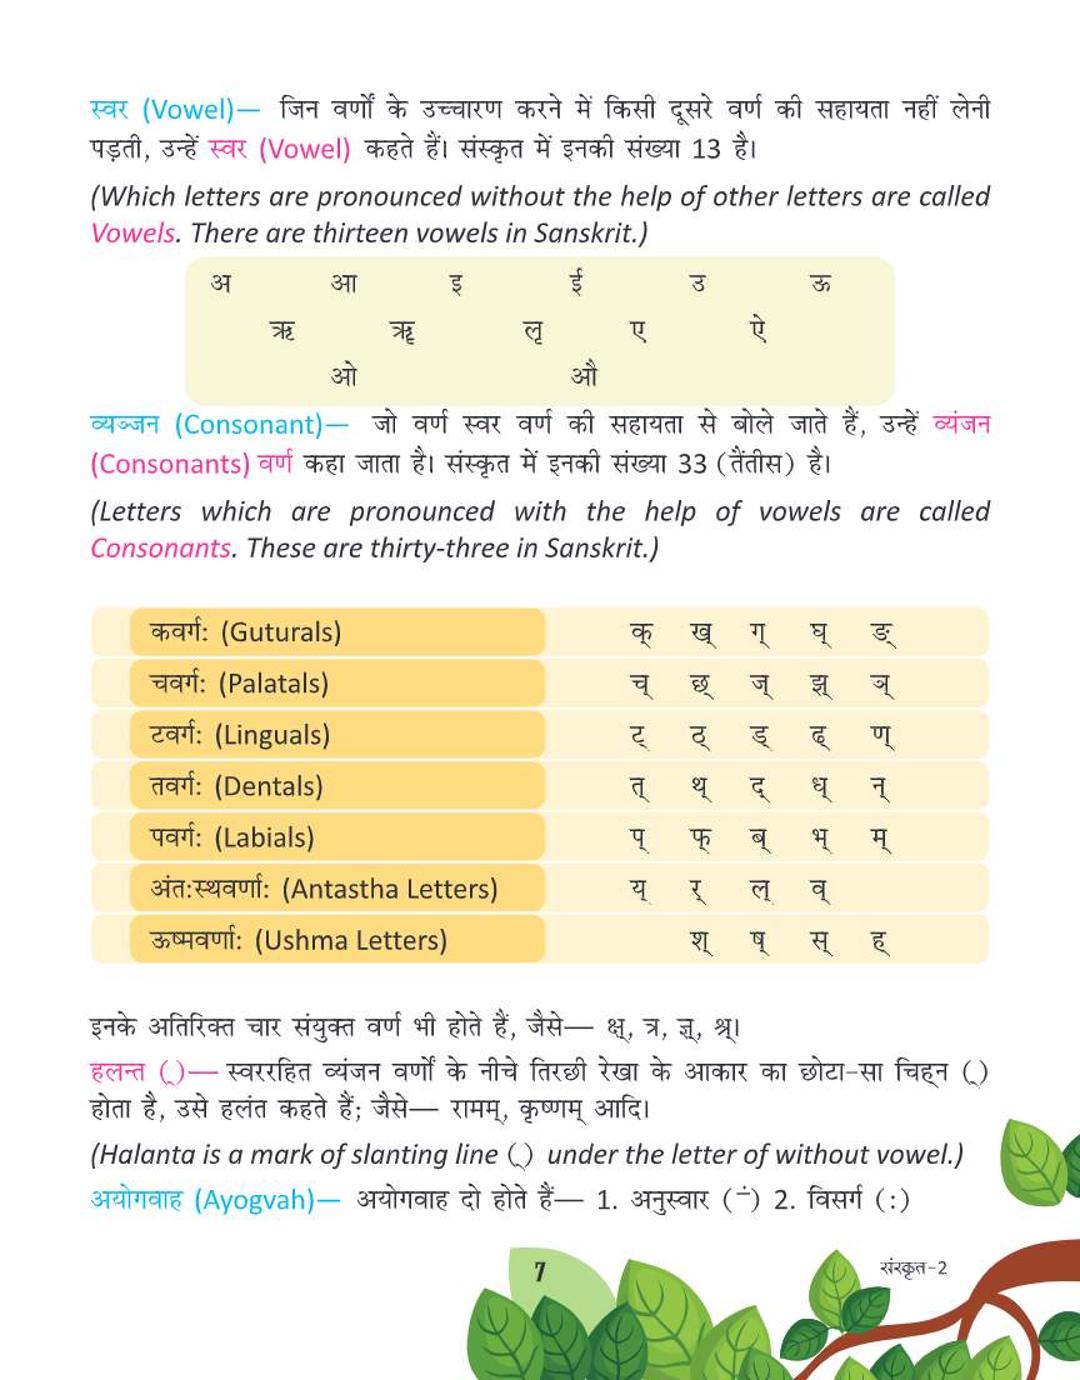 स्वर (Vowel)— जिन वर्णों के उच्चारण करने में किसी दूसरे वर्ण की सहायता नहीं लेनी
पड़ती, उन्हें स्वर (Vowel) कहते हैं। संस्कृत में इनकी संख्या 13 है।
(Which letters are pronounced without the help of other letters are called
Vowels. There are thirteen vowels in Sanskrit.)
अ आ इ ई उ ऊ
ऋ ॠ लृ ए ऐ
ओ औ
व्यञ्जन (Consonant)— जो वर्ण स्वर वर्ण की सहायता से बोले जाते हैं, उन्हें व्यंजन
(Consonants) वर्ण कहा जाता है। संस्कृत में इनकी संख्या 33 (तैंतीस) है।
(Letters which are pronounced with the help of vowels are called
Consonants. These are thirty-three in Sanskrit.)
कवर्ग: (Guturals) क् ख् ग् घ् ङ्
चवर्ग: (Palatals) च् छ् ज् झ् ञ्
टवर्ग: (Linguals) ट् ठ् ड् ढ् ण्
तवर्ग: (Dentals) त् थ् द् ध् न्
पवर्ग: (Labials) प् फ् ब् भ् म्
अंत:स्थवर्णा: (Antastha Letters) य् र् ल् व्
ऊष्मवर्णा: (Ushma Letters) श् ष् स् ह्
इनके अतिरिक्त चार संयुक्त वर्ण भी होते हैं, जैसे— क्ष्, त्र, ज्ञ्, श्र्।
हलन्त (्)— स्वररहित व्यंजन वर्णों के नीचे तिरछी रेखा के आकार का छोटा-सा चिह्न (्)
होता है, उसे हलंत कहते हैं; जैसे— रामम्, कृष्णम् आदि।
(Halanta is a mark of slanting line (्) under the letter of without vowel.)
अयोगवाह (Ayogvah)— अयोगवाह दो होते हैं— 1. अनुस्वार (-ं) 2. विसर्ग (:)
7
संस्कृत-2